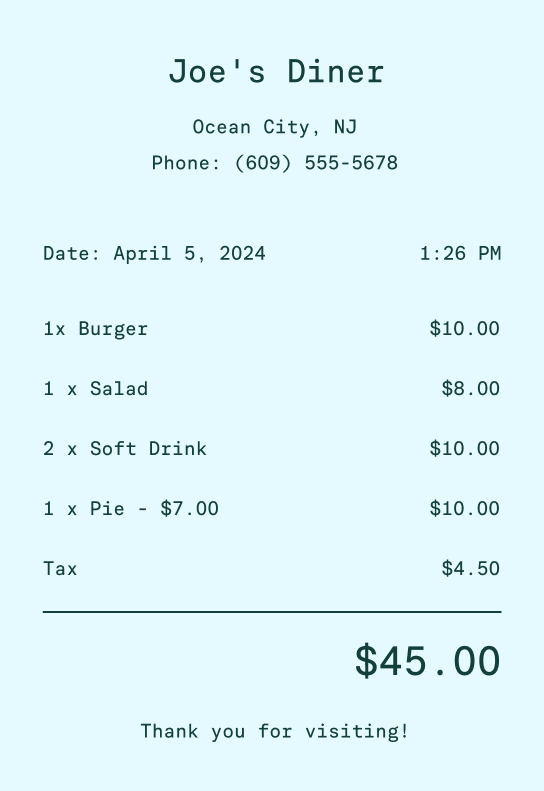 Joe's Diner
Ocean City, NJ
Phone: (609) 555-5678
Date: April 5, 2024 1:26 PM
1x Burger $10.00
1 x Salad $8.00
2 x Soft Drink $10.00
1 x Pie - $7.00 $10.00
Tax $4.50
$45.00
Thank you for visiting!